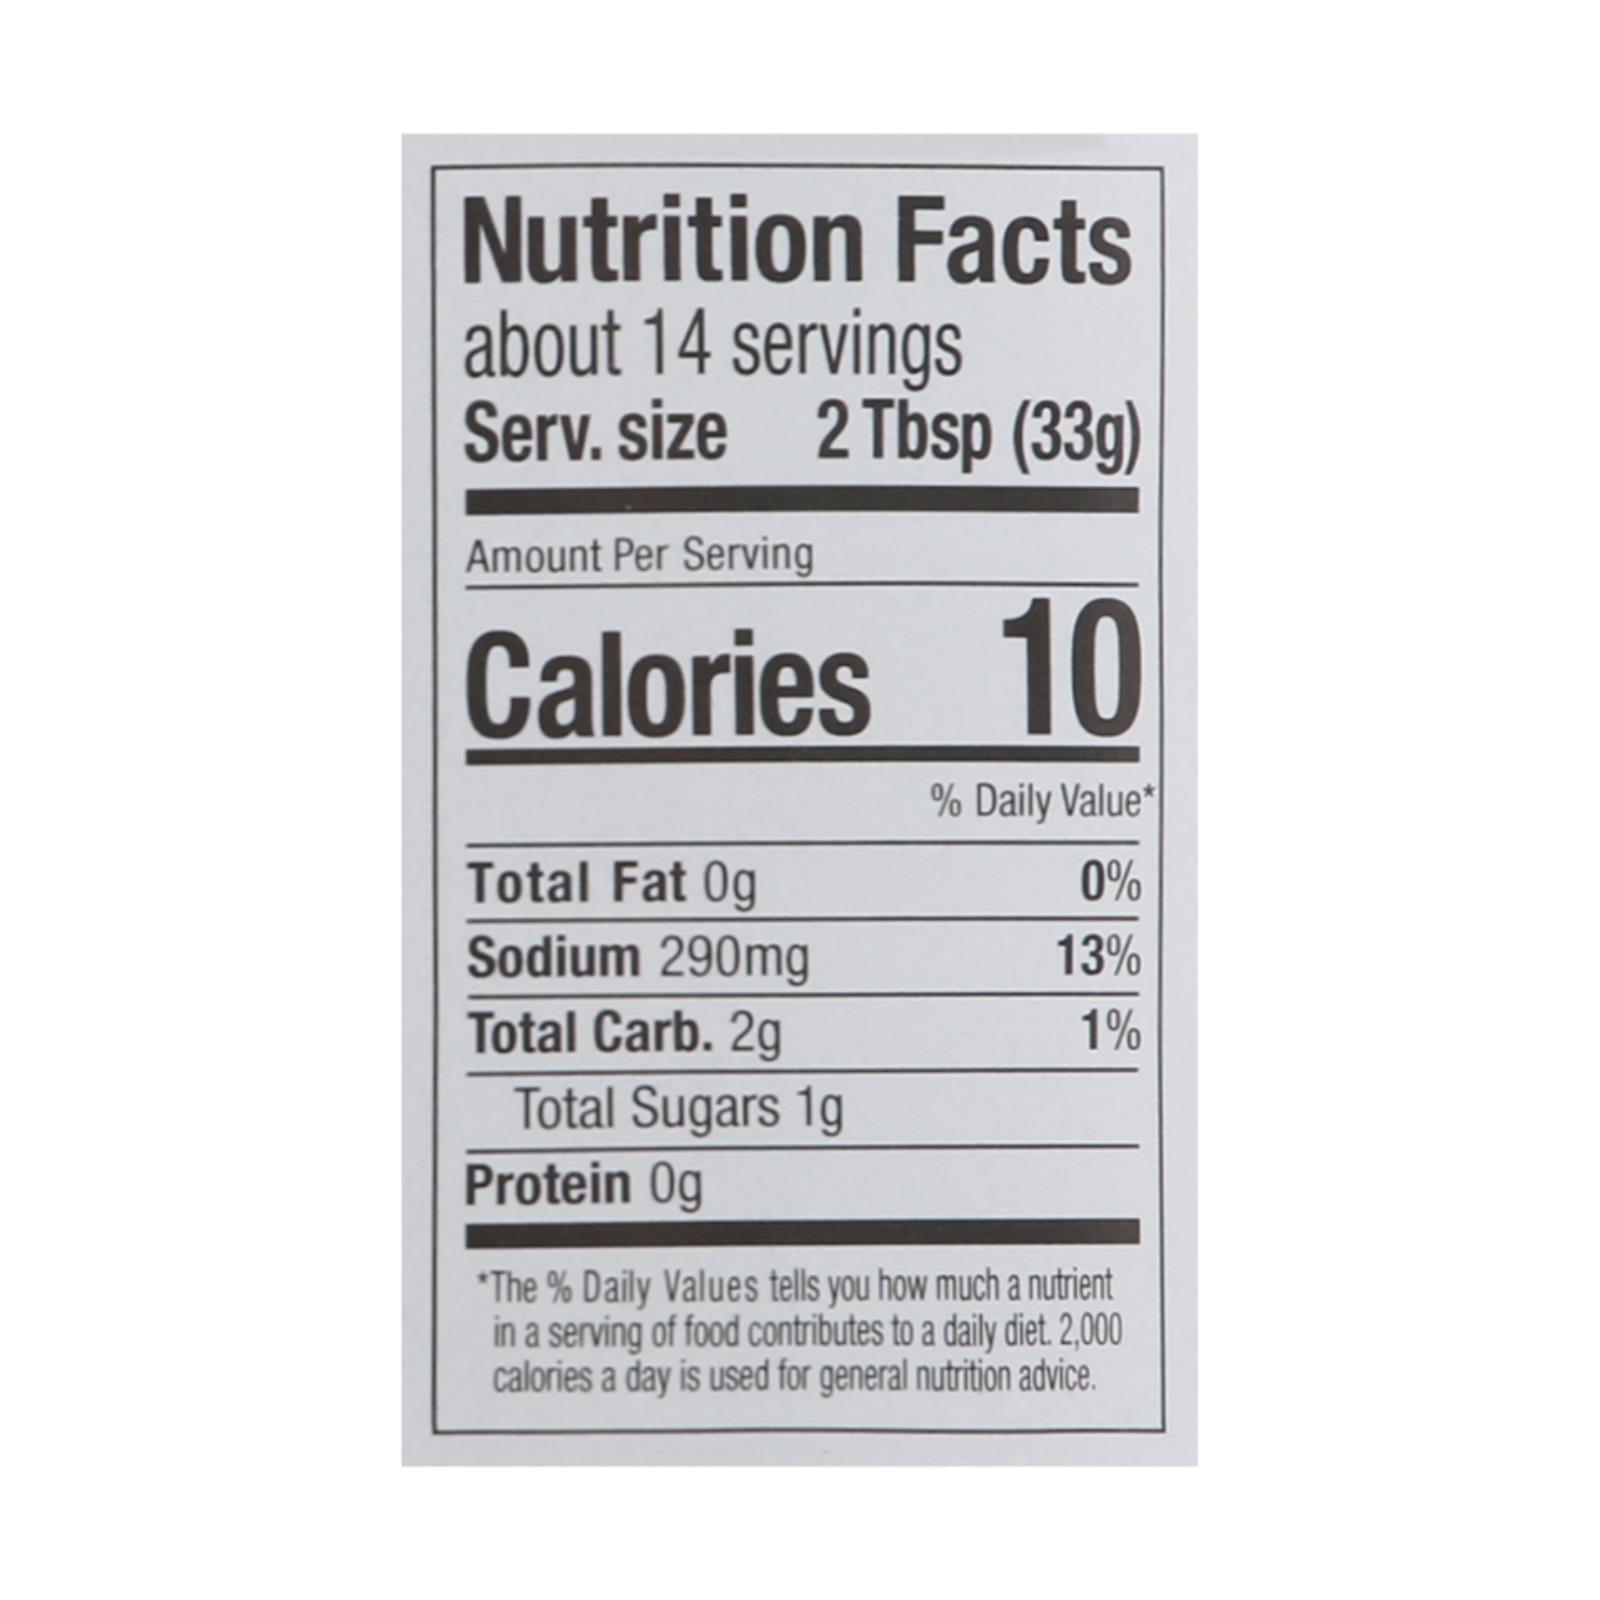 Nutrition Facts
about 14 servings
Serv. size 2 Tbsp (33g)
Amount Per Serving
Calories 10
% Daily Value*
Total Fat 0g 0%
Sodium 290mg 13%
Total Carb. 2g 1%
Total Sugars 1g
Protein 0g
*The % Daily Values tells you how much a nutrient
in a serving of food contributes to a daily diet. 2,000
calories a day is used for general nutrition advice.